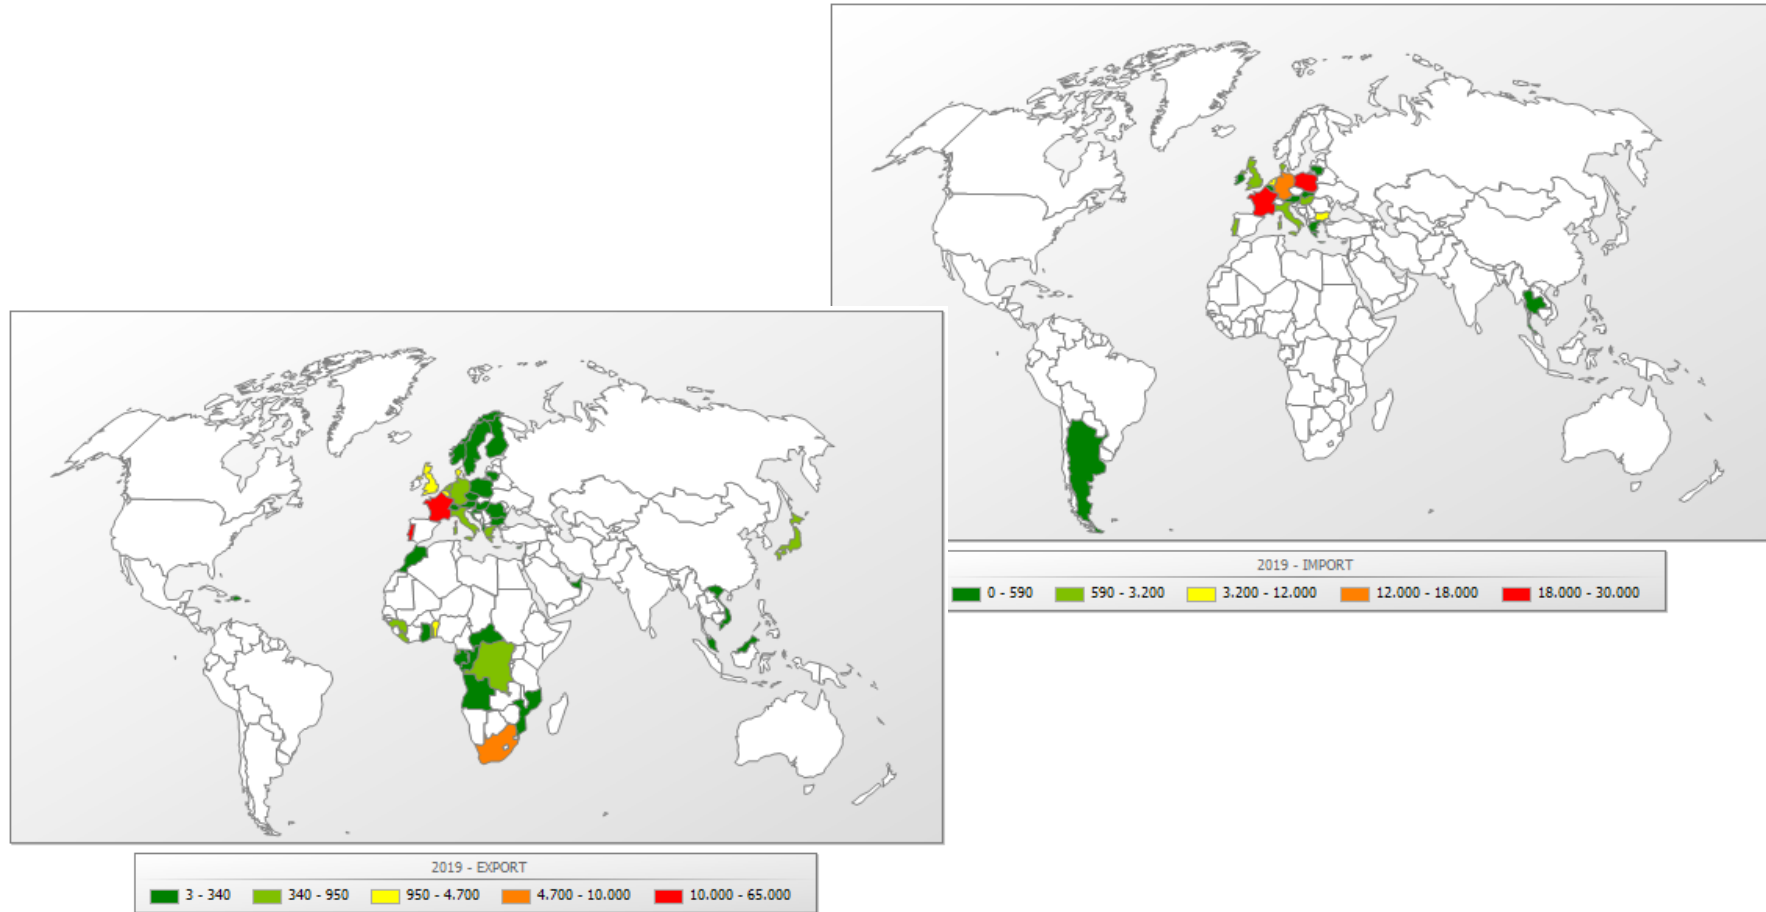 2019 - IMPORT
0 - 590 590 - 3.200 3.200 - 12.000 12.000 - 18.000 18.000 - 30.000
2019 - EXPORT
3 - 340 340 - 950 950 - 4.700 4.700 - 10.000 10.000 - 65.000